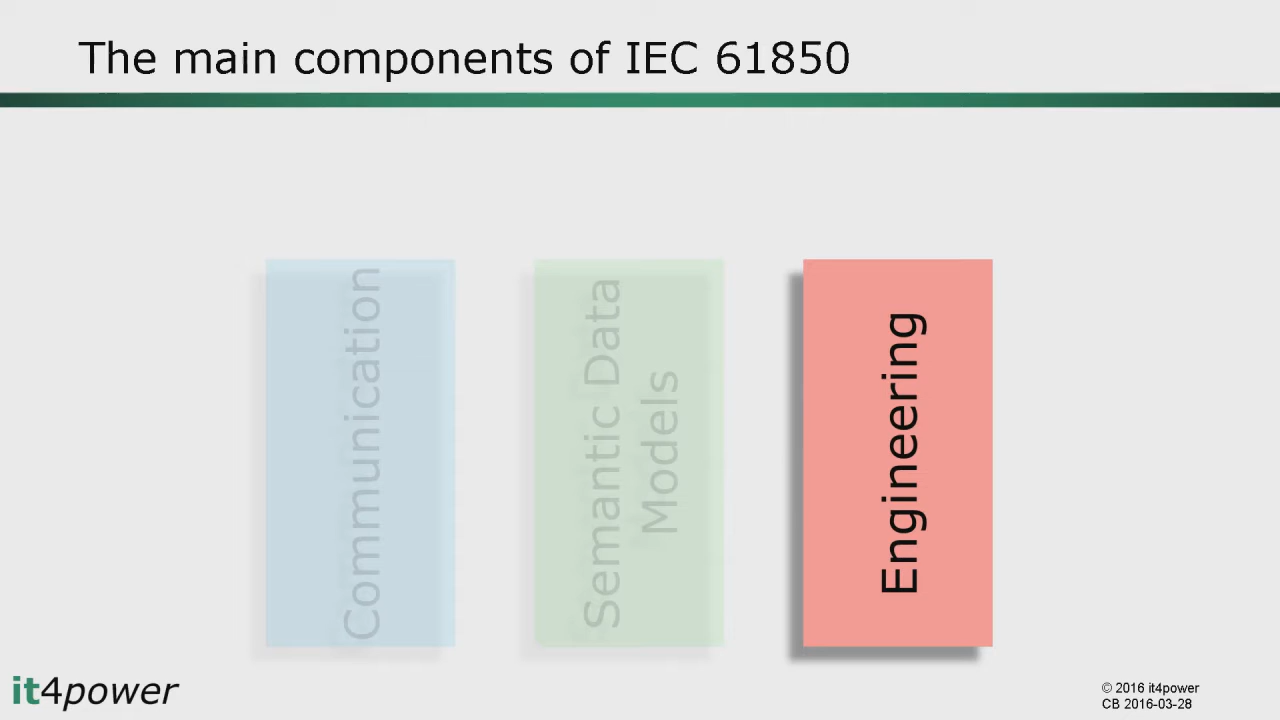 The main components of IEC 61850
Communication
Semantic Data
Models
Engineering
it4power
© 2016 it4power
CB 2016-03-28